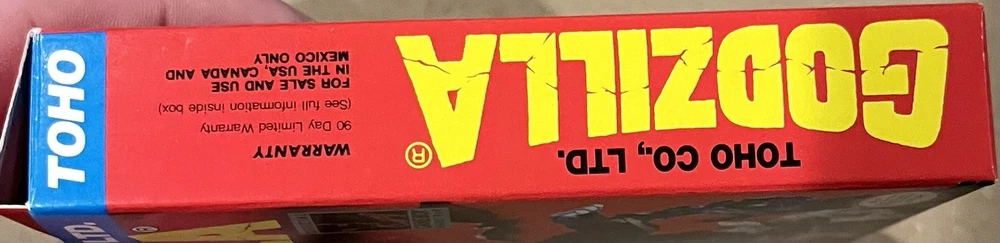 TOHO
TOHO CO., LTD.
GODZILLA®
WARRANTY
90 Day Limited Warranty
(See full information inside box)
FOR SALE AND USE
IN THE USA, CANADA AND
MEXICO ONLY
LTD.
A®